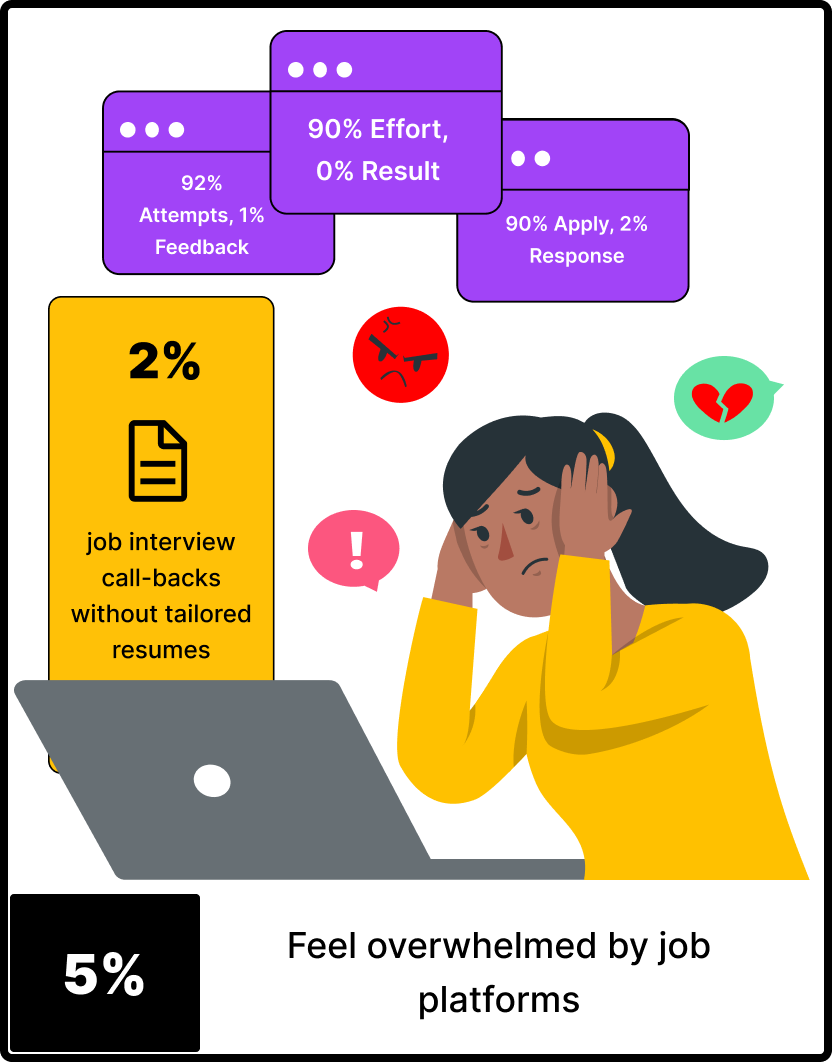 90% Effort,
0% Result
92%
Attempts, 1%
Feedback
90% Apply, 2%
Response
2%
job interview
call-backs
without tailored
resumes
!
5%
Feel overwhelmed by job
platforms